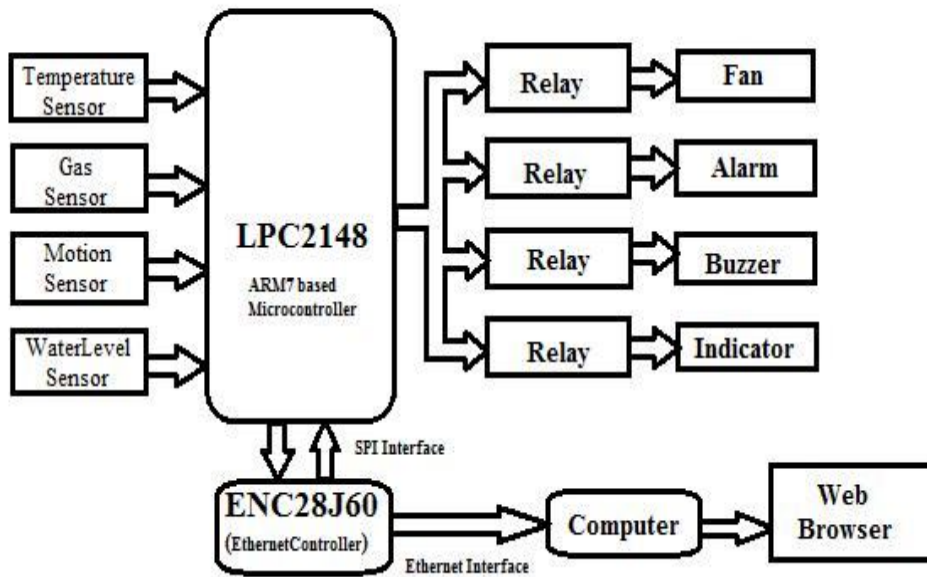 Temperature
Sensor
Gas
Sensor
Motion
Sensor
WaterLevel
Sensor
LPC2148
ARM7 based
Microcontroller
Relay
Fan
Relay
Alarm
Relay
Buzzer
Relay
Indicator
SPI Interface
ENC28J60
(EthernetController)
Ethernet Interface
Computer
Web
Browser